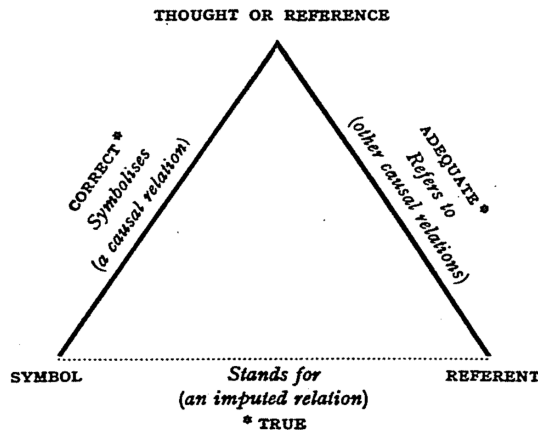 THOUGHT OR REFERENCE
CORRECT*
Symbolises
(a causal relation)
ADEQUATE*
Refers to
(other causal relations)
SYMBOL
Stands for
REFERENT
(an imputed relation)
* TRUE